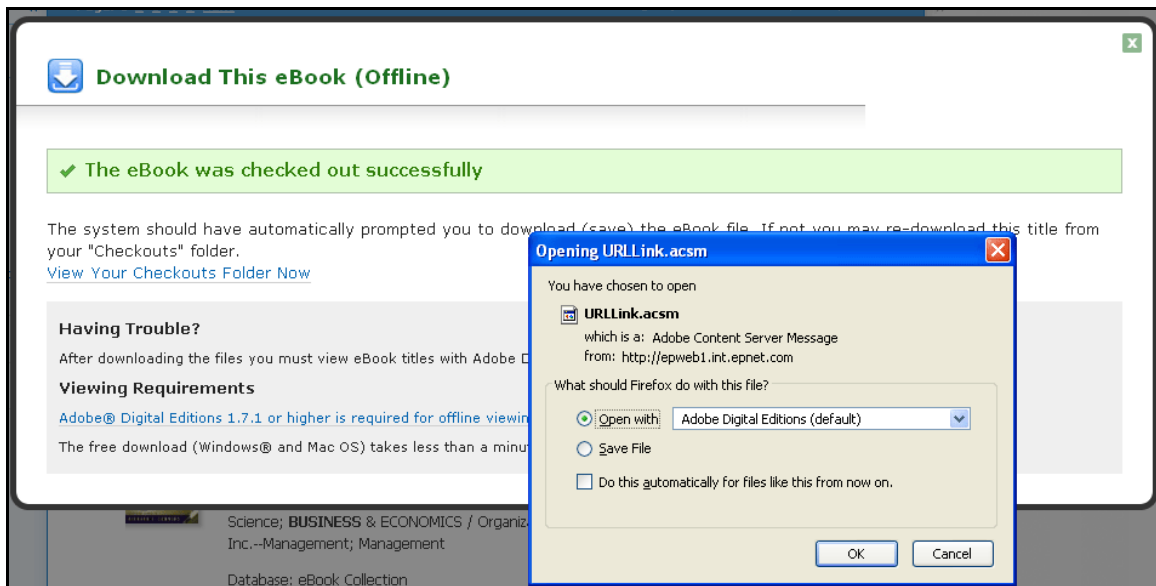 Download This eBook (Offline)
The eBook was checked out successfully
The system should have automatically prompted you to download (save) the eBook file. If not you may re-download this title from
your "Checkouts" folder.
View Your Checkouts Folder Now
Having Trouble?
After downloading the files you must view eBook titles with Adobe D
Viewing Requirements
Adobe® Digital Editions 1.7.1 or higher is required for offline viewin
The free download (Windows® and Mac OS) takes less than a minu
Opening URLLink.acsm
You have chosen to open
URLLink.acsm
which is a: Adobe Content Server Message
from: http://epweb1.int.epnet.com
What should Firefox do with this file?
Open with
Adobe Digital Editions (default)
Save File
Do this automatically for files like this from now on.
OK
Cancel
Science; BUSINESS & ECONOMICS / Organiz
Inc.--Management; Management
Database: eBook Collection